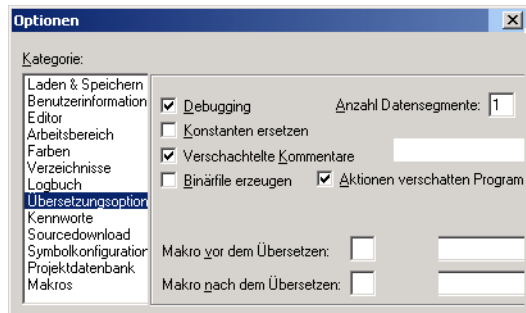 Optionen
Kategorie:
Laden & Speichern
Benutzerinformation
Editor
Arbeitsbereich
Farben
Verzeichnisse
Logbuch
Übersetzungsoption
Kennworte
Sourcedownload
Symbolkonfiguration
Projektdatenbank
Makros
Debugging Anzahl Datensegmente: 1
Konstanten ersetzen
Verschachtelte Kommentare
Binärfile erzeugen Aktionen verschatten Program
Makro vor dem Übersetzen:
Makro nach dem Übersetzen: